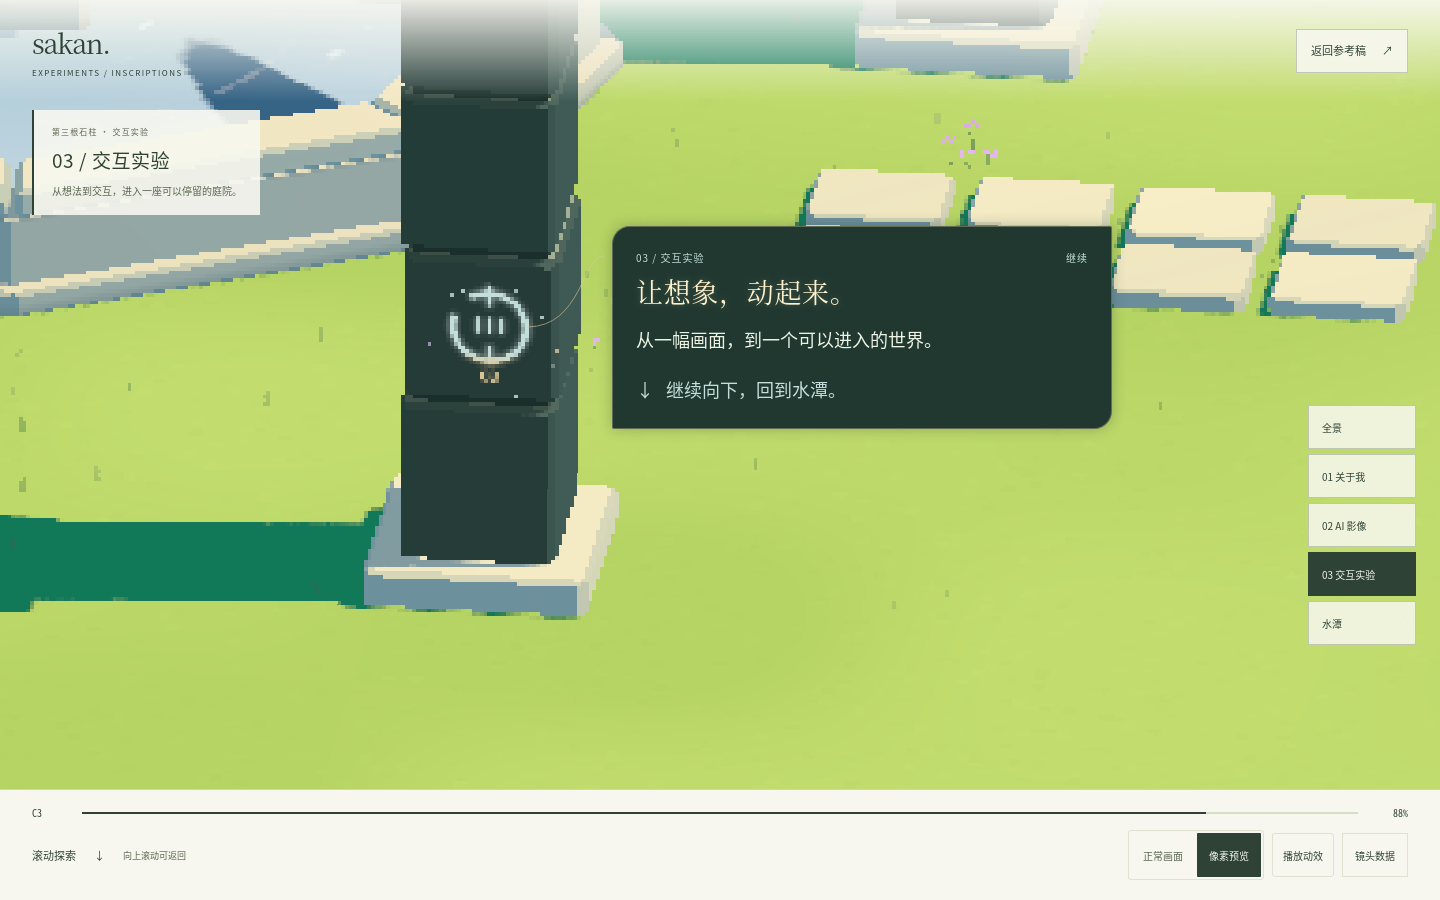 sakan.
EXPERIMENTS / INSCRIPTIONS
返回参考稿 ↗
第三根石柱 · 交互实验
03 / 交互实验
从想法到交互，进入一座可以停留的庭院。
03 / 交互实验
继续
让想象，动起来。
从一幅画面，到一个可以进入的世界。
↓ 继续向下，回到水潭。
全景
01 关于我
02 AI 影像
03 交互实验
水潭
C3
88%
滚动探索 ↓ 向上滚动可返回
正常画面
像素预览
播放动效
镜头数据